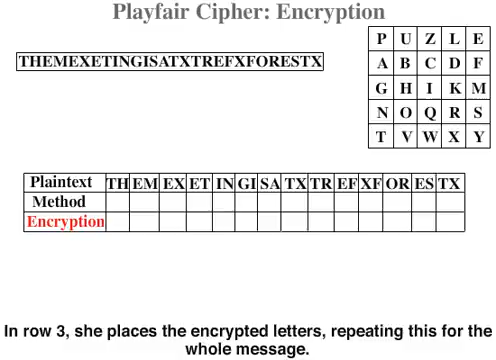 Playfair Cipher: Encryption
THEMEXETINGISATXTREFXFORESTX
P U Z L E
A B C D F
G H I K M
N O Q R S
T V W X Y
Plaintext TH EM EX ET IN GI SA TX TR EF XF OR ES TX
Method
Encryption
In row 3, she places the encrypted letters, repeating this for the
whole message.